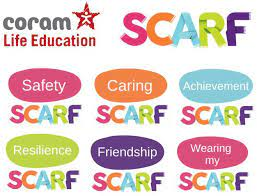 coram
Life Education
SCARF
Safety
SCARF
Caring
SCARF
Achievement
SCARF
Resilience
SCARF
Friendship
SCARF
Wearing
my
SCARF